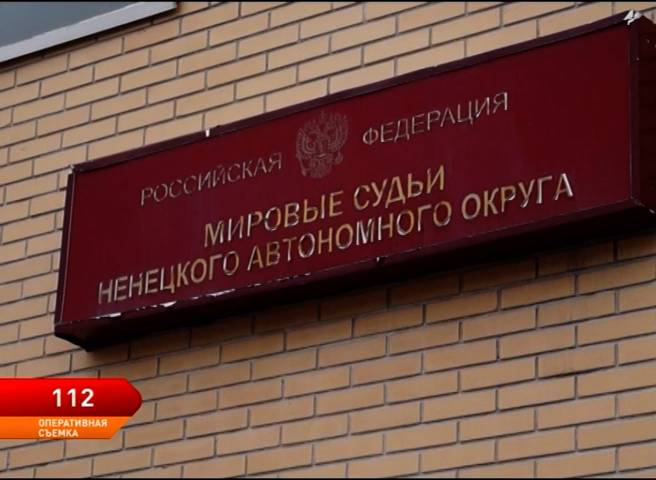 РОССИЙСКАЯ ФЕДЕРАЦИЯ
МИРОВЫЕ СУДЬИ
НЕНЕЦКОГО АВТОНОМНОГО ОКРУГА
112
ОПЕРАТИВНАЯ
СЪЕМКА